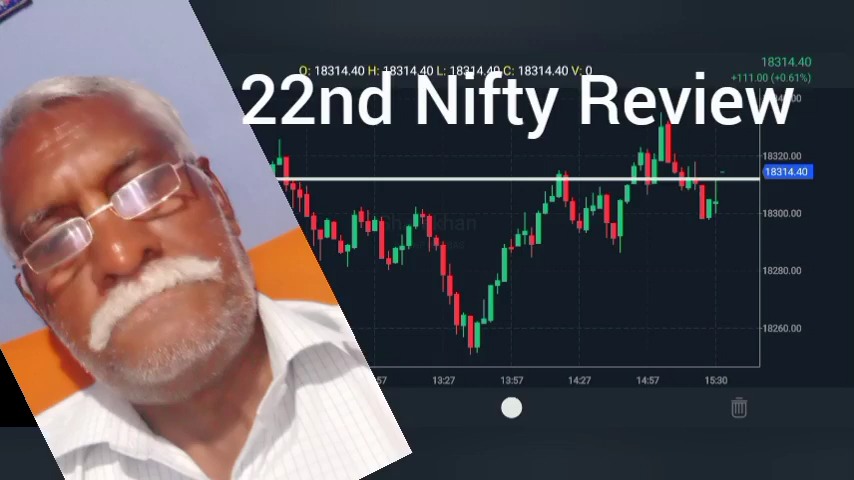 18314.40
+111.00 (+0.61%)
O: 18314.40 H: 18314.40 L: 18314.40 C: 18314.40 V: 0
22nd Nifty Review
18320.00
18314.40
18300.00
18280.00
18260.00
13:27 13:57 14:27 14:57 15:30